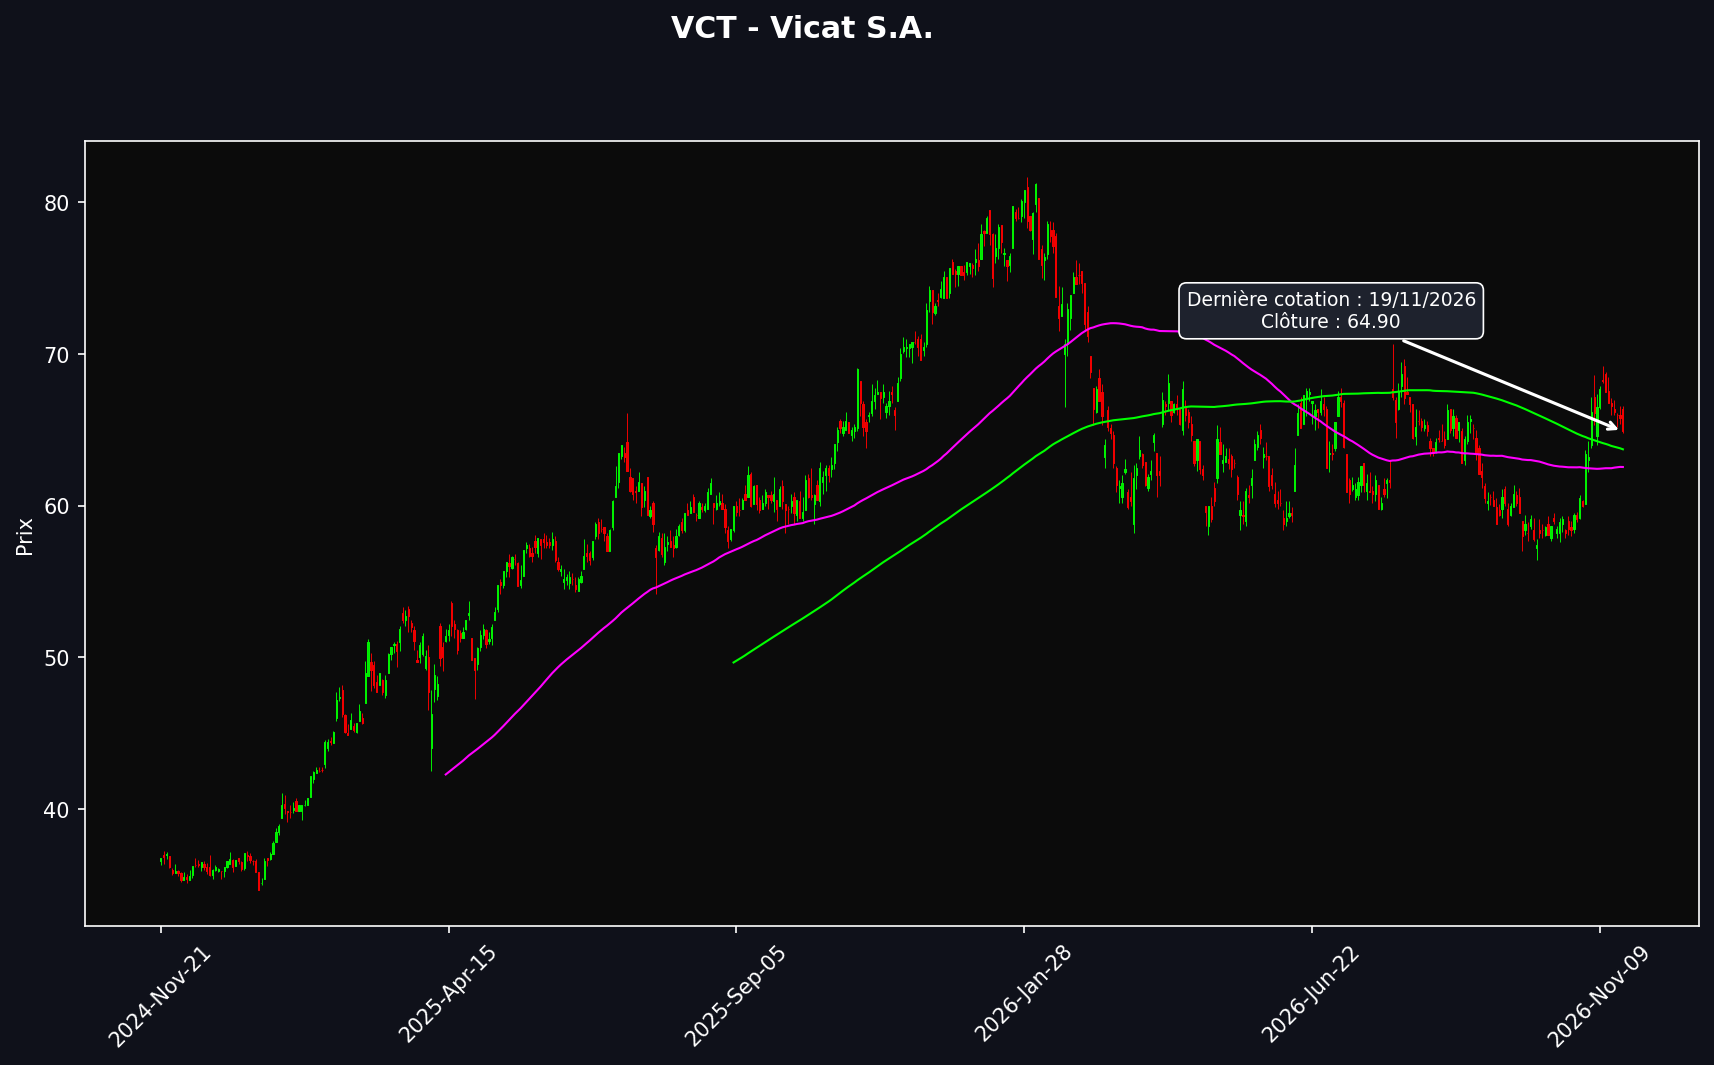 VCT - Vicat S.A.
Prix
80
70
60
50
40
Dernière cotation : 19/11/2026
Clôture : 64.90
2024-Nov-21
2025-Apr-15
2025-Sep-05
2026-Jan-28
2026-Jun-22
2026-Nov-09